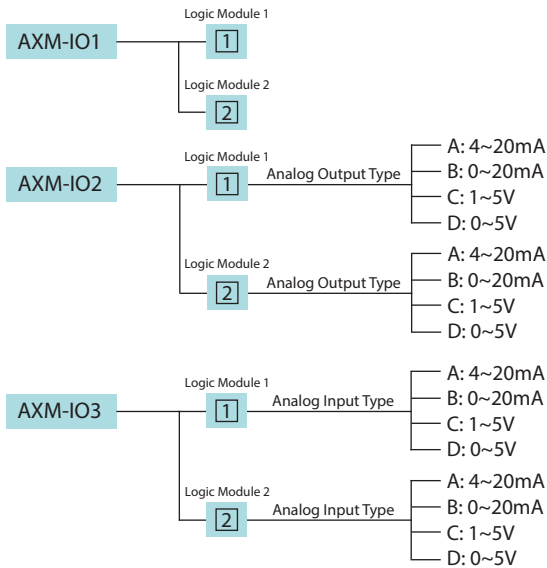 Logic Module 1
AXM-IO1
1
Logic Module 2
2
Logic Module 1
AXM-IO2
1
Analog Output Type
A: 4~20mA
B: 0~20mA
C: 1~5V
D: 0~5V
Logic Module 2
2
Analog Output Type
A: 4~20mA
B: 0~20mA
C: 1~5V
D: 0~5V
Logic Module 1
AXM-IO3
1
Analog Input Type
A: 4~20mA
B: 0~20mA
C: 1~5V
D: 0~5V
Logic Module 2
2
Analog Input Type
A: 4~20mA
B: 0~20mA
C: 1~5V
D: 0~5V